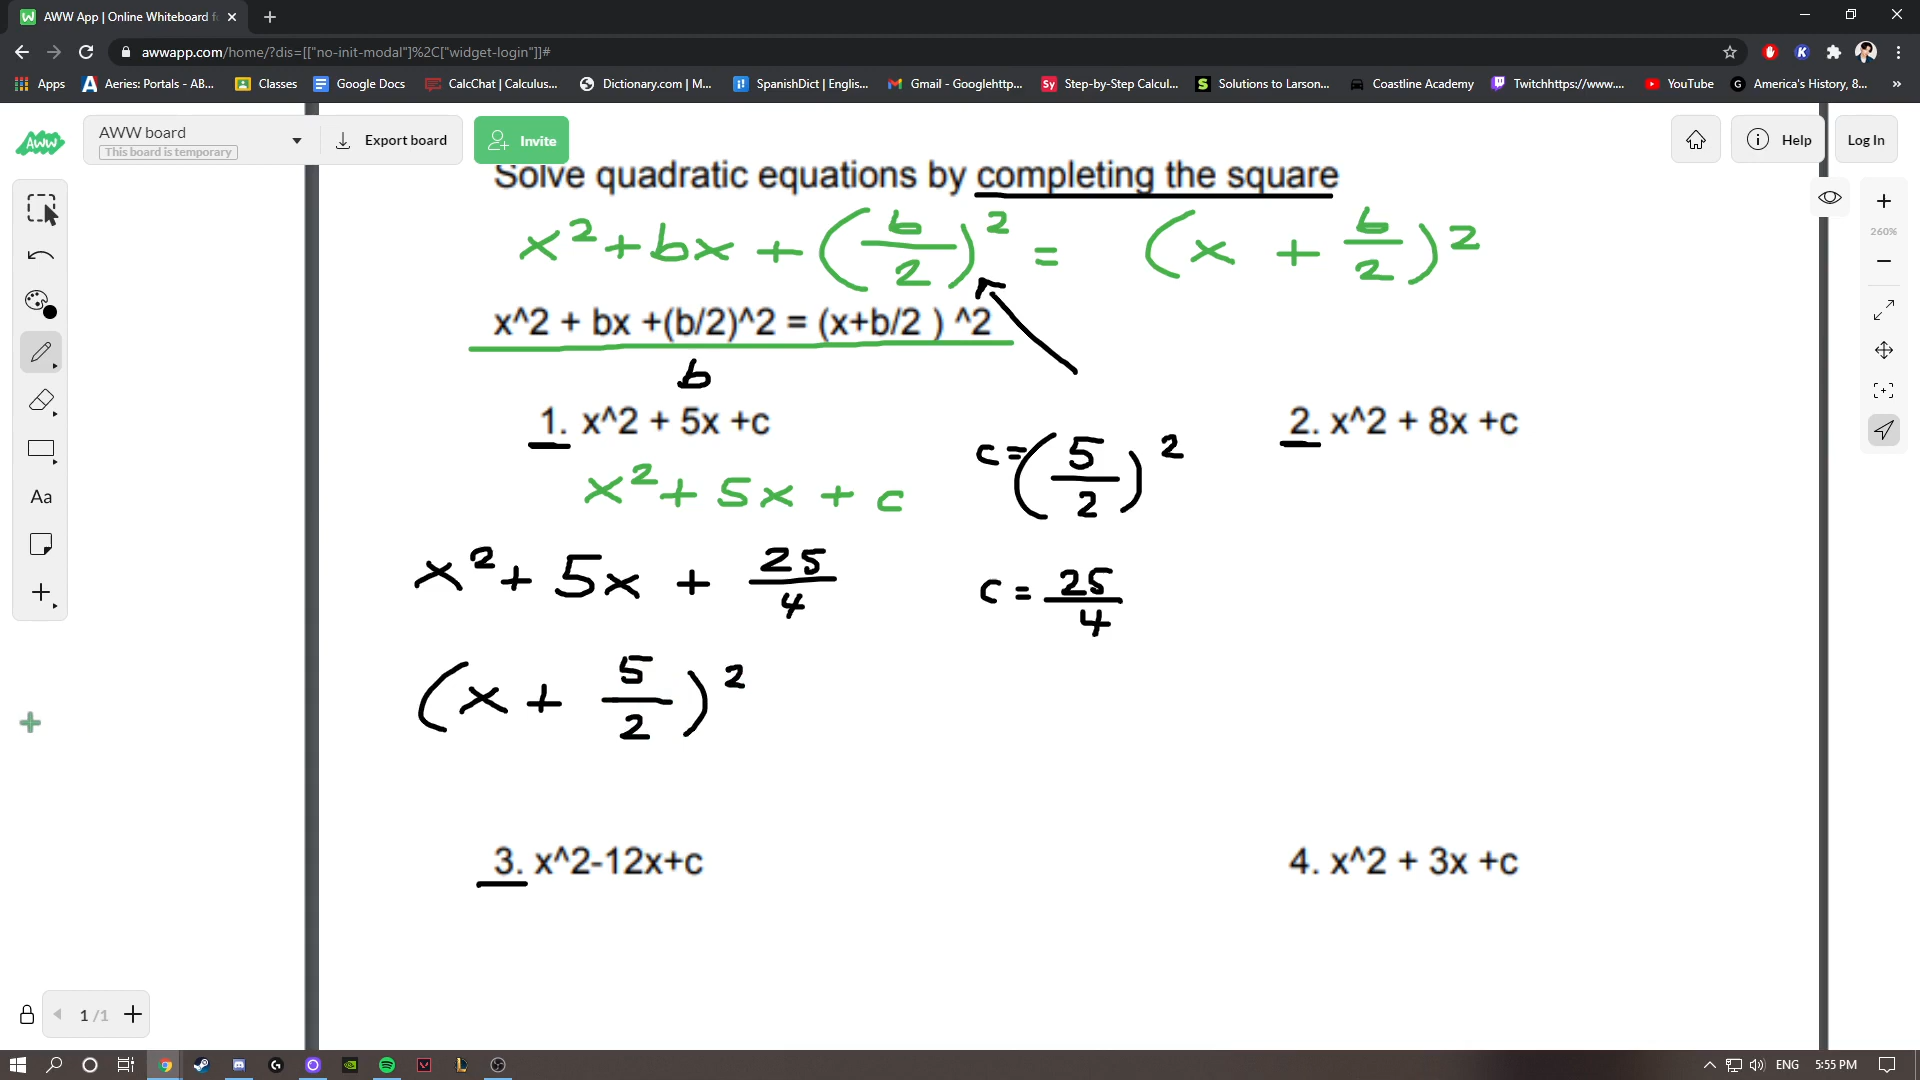 AWW App | Online Whiteboard f
awwapp.com/home/?dis=[["no-init-modal"]%2C["widget-login"]]#
Apps Aeries: Portals - AB... Classes Google Docs CalcChat | Calculus... Dictionary.com | M... SpanishDict | Englis... Gmail - Googlehttp... Step-by-Step Calcul... Solutions to Larson... Coastline Academy Twitchhttps://www.... YouTube America's History, 8... »
AWW
AWW board
This board is temporary
Export board
Invite
Help
Log In
260%
Aa
Solve quadratic equations by completing the square
x² + bx + (b/2)² = (x + b/2)²
x^2 + bx +(b/2)^2 = (x+b/2 ) ^2
b
1. x^2 + 5x +c
2. x^2 + 8x +c
x² + 5x + c
c = (5/2)²
x² + 5x + 25/4
c = 25/4
(x + 5/2)²
3. x^2-12x+c
4. x^2 + 3x +c
1 /1
ENG
5:55 PM